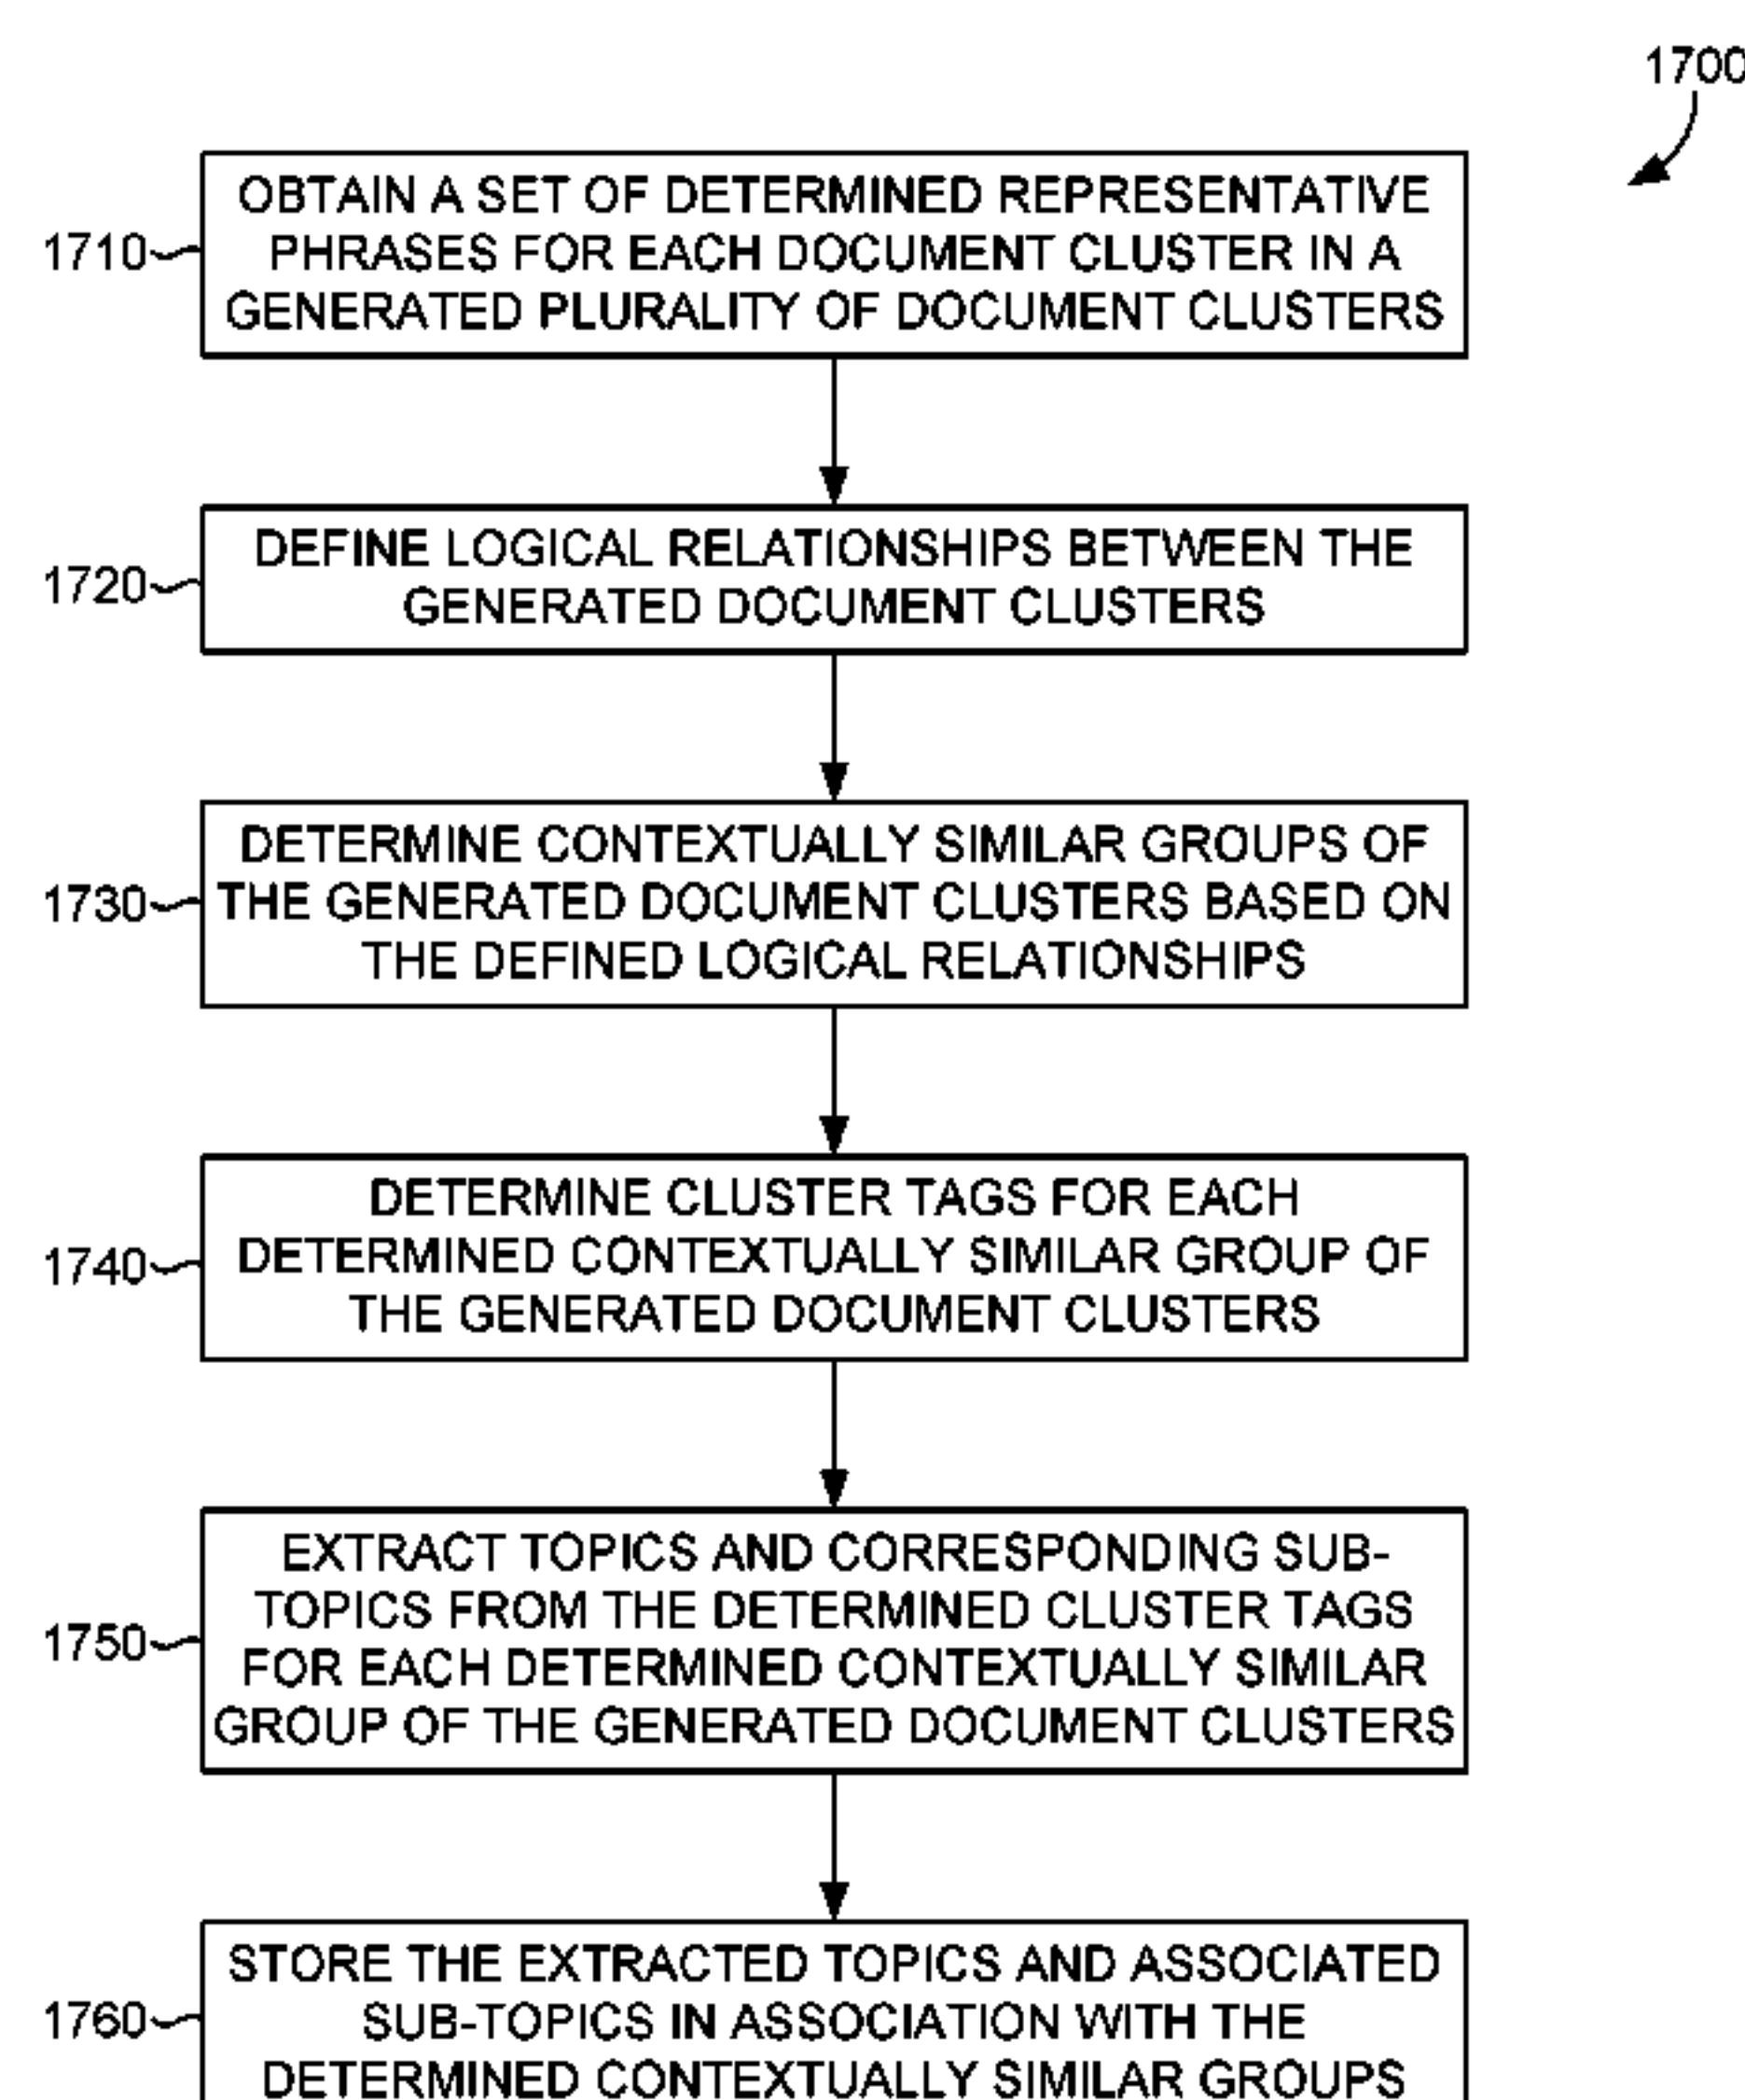 1700
OBTAIN A SET OF DETERMINED REPRESENTATIVE
PHRASES FOR EACH DOCUMENT CLUSTER IN A
GENERATED PLURALITY OF DOCUMENT CLUSTERS
1710
DEFINE LOGICAL RELATIONSHIPS BETWEEN THE
GENERATED DOCUMENT CLUSTERS
1720
DETERMINE CONTEXTUALLY SIMILAR GROUPS OF
THE GENERATED DOCUMENT CLUSTERS BASED ON
THE DEFINED LOGICAL RELATIONSHIPS
1730
DETERMINE CLUSTER TAGS FOR EACH
DETERMINED CONTEXTUALLY SIMILAR GROUP OF
THE GENERATED DOCUMENT CLUSTERS
1740
EXTRACT TOPICS AND CORRESPONDING SUB-
TOPICS FROM THE DETERMINED CLUSTER TAGS
FOR EACH DETERMINED CONTEXTUALLY SIMILAR
GROUP OF THE GENERATED DOCUMENT CLUSTERS
1750
STORE THE EXTRACTED TOPICS AND ASSOCIATED
SUB-TOPICS IN ASSOCIATION WITH THE
DETERMINED CONTEXTUALLY SIMILAR GROUPS
1760